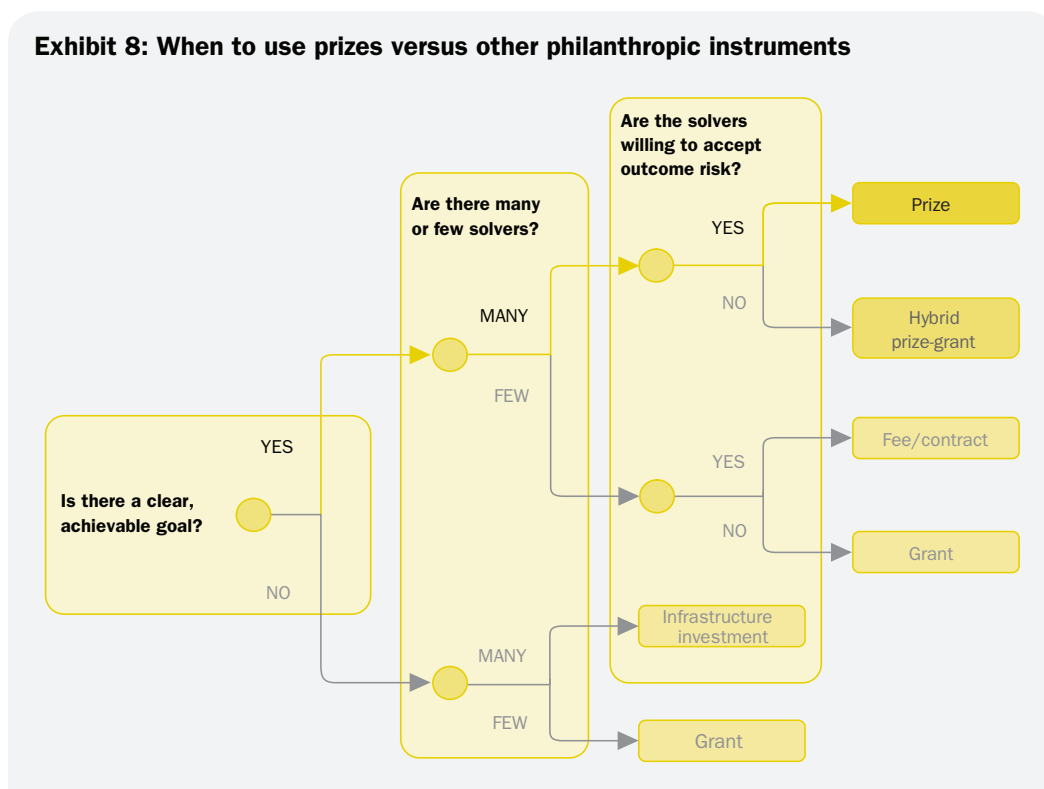 Exhibit 8: When to use prizes versus other philanthropic instruments
Is there a clear,
achievable goal?
YES
NO
Are there many
or few solvers?
MANY
FEW
MANY
FEW
Are the solvers
willing to accept
outcome risk?
YES
NO
YES
NO
Prize
Hybrid
prize-grant
Fee/contract
Grant
Infrastructure
investment
Grant